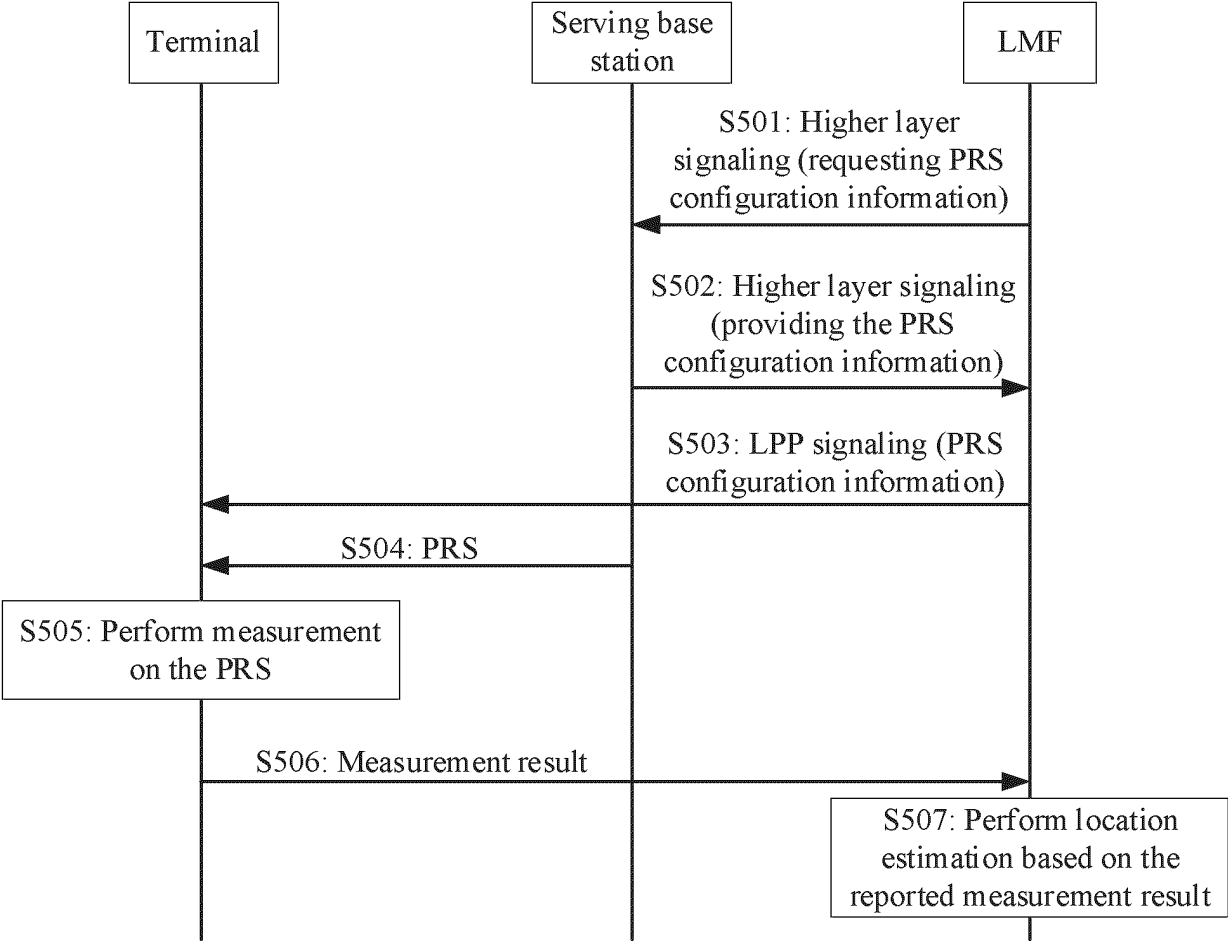 Terminal
Serving base
station
LMF
S501: Higher layer
signaling (requesting PRS
configuration information)
S502: Higher layer signaling
(providing the PRS
configuration information)
S503: LPP signaling (PRS
configuration information)
S504: PRS
S505: Perform measurement
on the PRS
S506: Measurement result
S507: Perform location
estimation based on the
reported measurement result